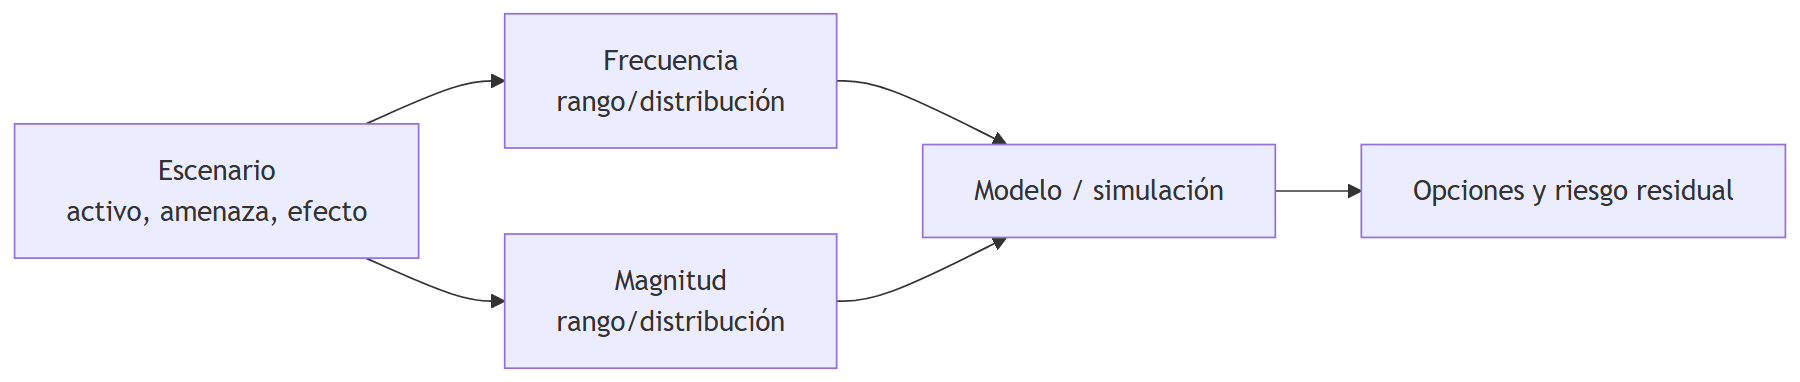 Escenario
activo, amenaza, efecto
Frecuencia
rango/distribución
Magnitud
rango/distribución
Modelo / simulación
Opciones y riesgo residual